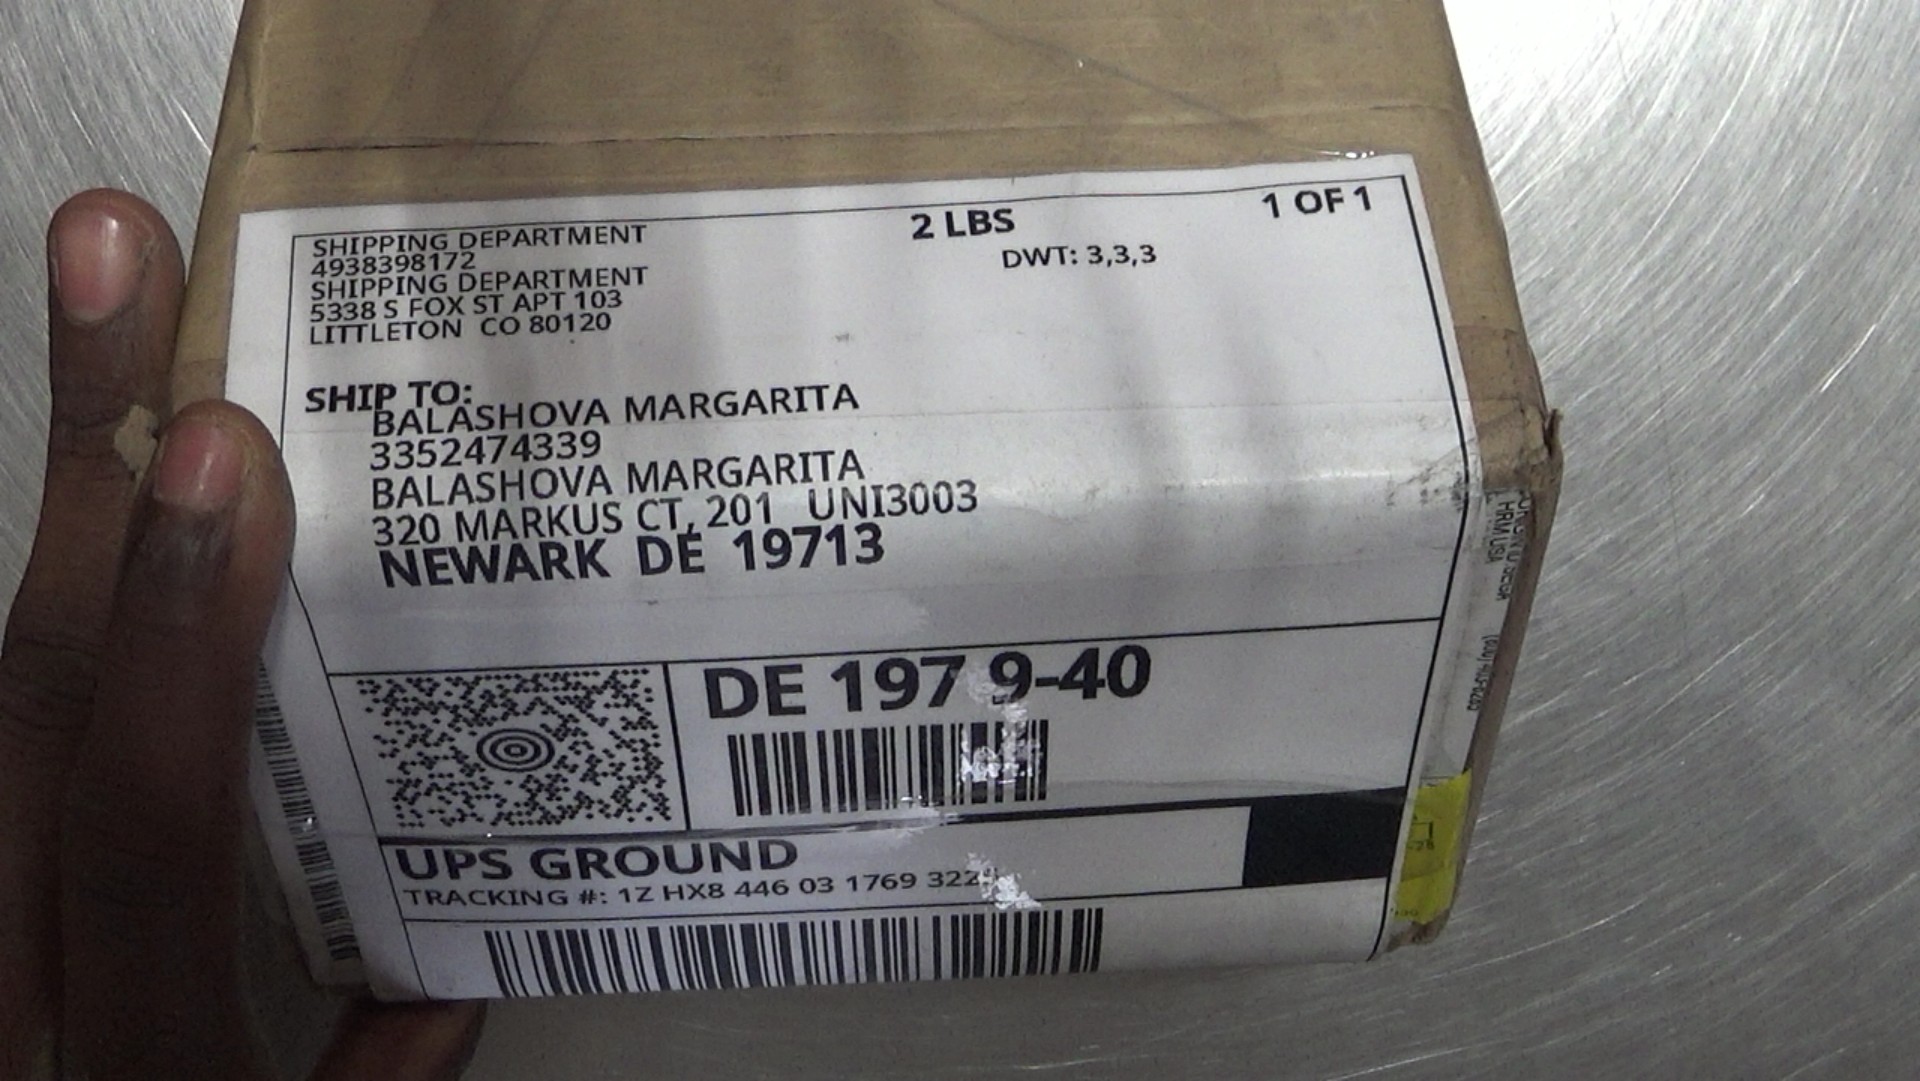 SHIPPING DEPARTMENT
4938398172
SHIPPING DEPARTMENT
5338 S FOX ST APT 103
LITTLETON CO 80120
2 LBS
1 OF 1
DWT: 3,3,3
SHIP TO:
BALASHOVA MARGARITA
3352474339
BALASHOVA MARGARITA
320 MARKUS CT, 201 UNI3003
NEWARK DE 19713
DE 197 9-40
UPS GROUND
TRACKING #: 1Z HX8 446 03 1769